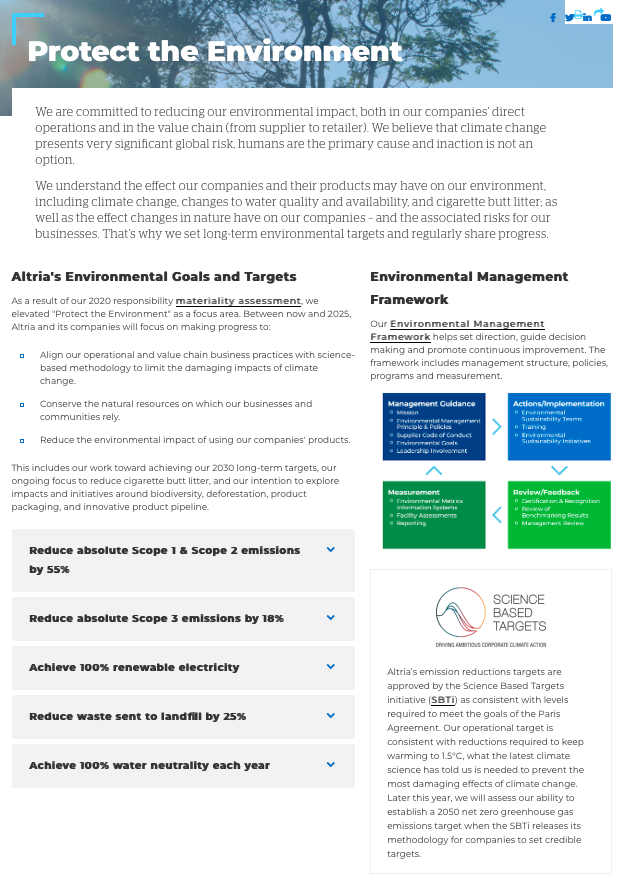 Protect the Environment
We are committed to reducing our environmental impact, both in our companies' direct
operations and in the value chain (from supplier to retailer). We believe that climate change
presents very significant global risk, humans are the primary cause and inaction is not an
option.
We understand the effect our companies and their products may have on our environment,
including climate change, changes to water quality and availability, and cigarette butt litter; as
well as the effect changes in nature have on our companies – and the associated risks for our
businesses. That's why we set long-term environmental targets and regularly share progress.
Altria's Environmental Goals and Targets
As a result of our 2020 responsibility materiality assessment, we
elevated "Protect the Environment" as a focus area. Between now and 2025,
Altria and its companies will focus on making progress to:
Align our operational and value chain business practices with science-
based methodology to limit the damaging impacts of climate
change.
Conserve the natural resources on which our businesses and
communities rely.
Reduce the environmental impact of using our companies' products.
This includes our work toward achieving our 2030 long-term targets, our
ongoing focus to reduce cigarette butt litter, and our intention to explore
impacts and initiatives around biodiversity, deforestation, product
packaging, and innovative product pipeline.
Reduce absolute Scope 1 & Scope 2 emissions
by 55%
Reduce absolute Scope 3 emissions by 18%
Achieve 100% renewable electricity
Reduce waste sent to landfill by 25%
Achieve 100% water neutrality each year
Environmental Management
Framework
Our Environmental Management
Framework helps set direction, guide decision
making and promote continuous improvement. The
framework includes management structure, policies,
programs and measurement.
Management Guidance
Mission
Environmental Management
Principle & Policies
Supplier Code of Conduct
Environmental Goals
Leadership Involvement
Actions/Implementation
Environmental
Sustainability Teams
Training
Environmental
Sustainability Initiatives
Measurement
Environmental Metrics
Information Systems
Facility Assessments
Reporting
Review/Feedback
Certification & Recognition
Review of
Benchmarking Results
Management Review
SCIENCE
BASED
TARGETS
DRIVING AMBITIOUS CORPORATE CLIMATE ACTION
Altria's emission reductions targets are
approved by the Science Based Targets
initiative (SBTi) as consistent with levels
required to meet the goals of the Paris
Agreement. Our operational target is
consistent with reductions required to keep
warming to 1.5°C, what the latest climate
science has told us is needed to prevent the
most damaging effects of climate change.
Later this year, we will assess our ability to
establish a 2050 net zero greenhouse gas
emissions target when the SBTi releases its
methodology for companies to set credible
targets.